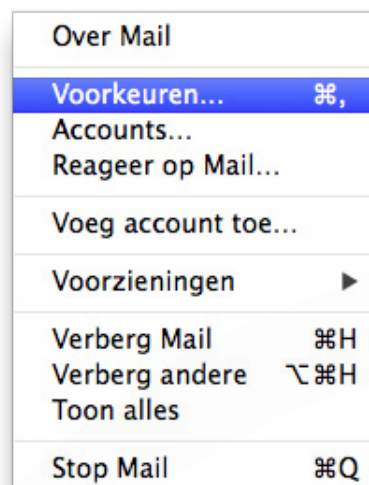 Over Mail
Voorkeuren... ⌘,
Accounts...
Reageer op Mail...
Voeg account toe...
Voorzieningen ▶
Verberg Mail ⌘H
Verberg andere ⌥⌘H
Toon alles
Stop Mail ⌘Q